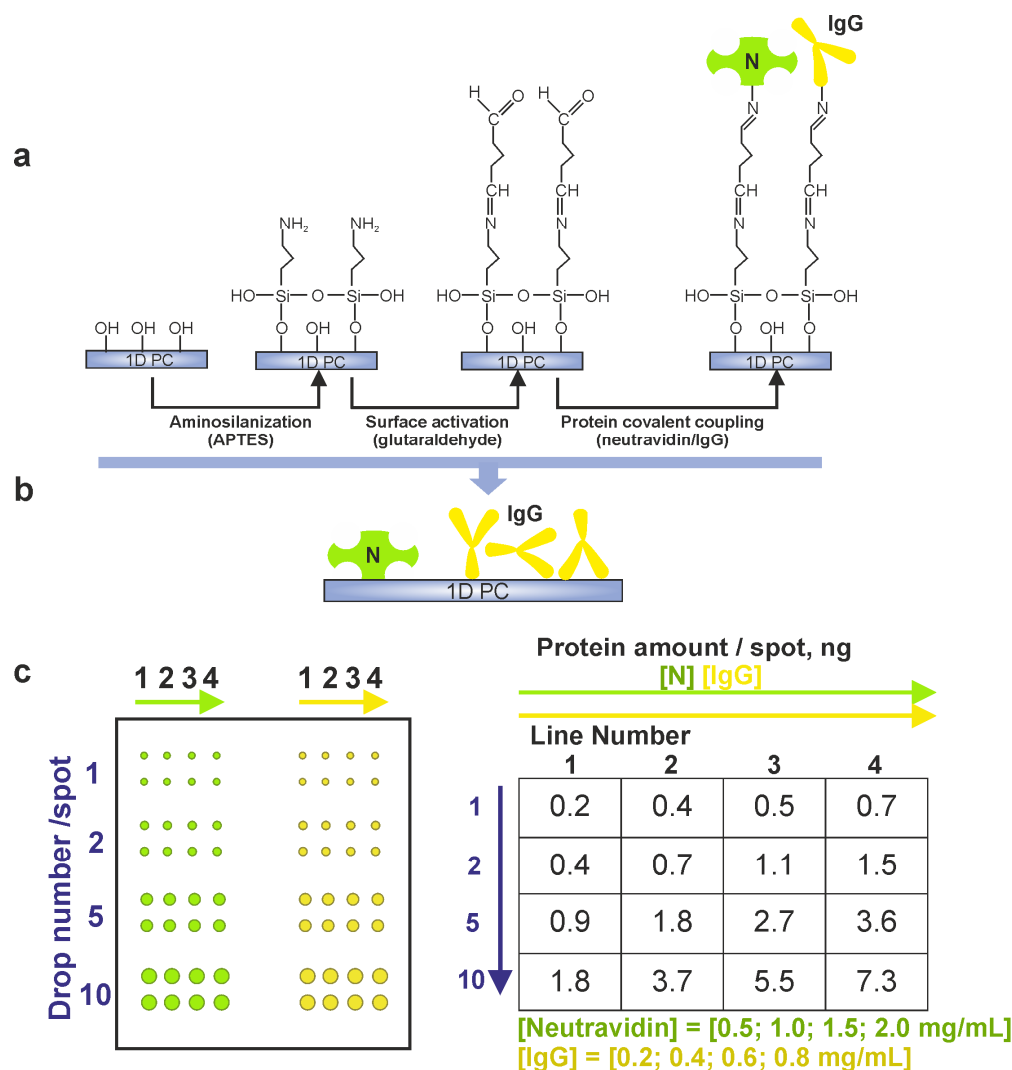 a
OH OH OH
1D PC
NH2 NH2
HO Si O Si OH
O OH O
1D PC
H O H O
C C
CH CH
N N
HO Si O Si OH
O OH O
1D PC
N IgG
N N
CH CH
N N
HO Si O Si OH
O OH O
1D PC
Aminosilanization
(APTES)
Surface activation
(glutaraldehyde)
Protein covalent coupling
(neutravidin/IgG)
b
N IgG
1D PC
c
1 2 3 4 1 2 3 4
Drop number /spot
1
2
5
10
Protein amount / spot, ng
[N] [IgG]
Line Number
1 2 3 4
1 0.2 0.4 0.5 0.7
2 0.4 0.7 1.1 1.5
5 0.9 1.8 2.7 3.6
10 1.8 3.7 5.5 7.3
[Neutravidin] = [0.5; 1.0; 1.5; 2.0 mg/mL]
[IgG] = [0.2; 0.4; 0.6; 0.8 mg/mL]